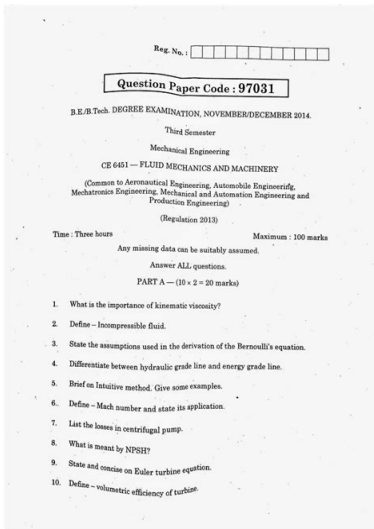 Reg. No. :
Question Paper Code : 97031
B.E./B.Tech. DEGREE EXAMINATION, NOVEMBER/DECEMBER 2014.
Third Semester
Mechanical Engineering
CE 6451 — FLUID MECHANICS AND MACHINERY
(Common to Aeronautical Engineering, Automobile Engineering,
Mechatronics Engineering, Mechanical and Automation Engineering and
Production Engineering)
(Regulation 2013)
Time : Three hours Maximum : 100 marks
Any missing data can be suitably assumed.
Answer ALL questions.
PART A — (10 x 2 = 20 marks)
1. What is the importance of kinematic viscosity?
2. Define – Incompressible fluid.
3. State the assumptions used in the derivation of the Bernoulli's equation.
4. Differentiate between hydraulic grade line and energy grade line.
5. Brief on Intuitive method. Give some examples.
6. Define – Mach number and state its application.
7. List the losses in centrifugal pump.
8. What is meant by NPSH?
9. State and concise on Euler turbine equation.
10. Define – volumetric efficiency of turbine.